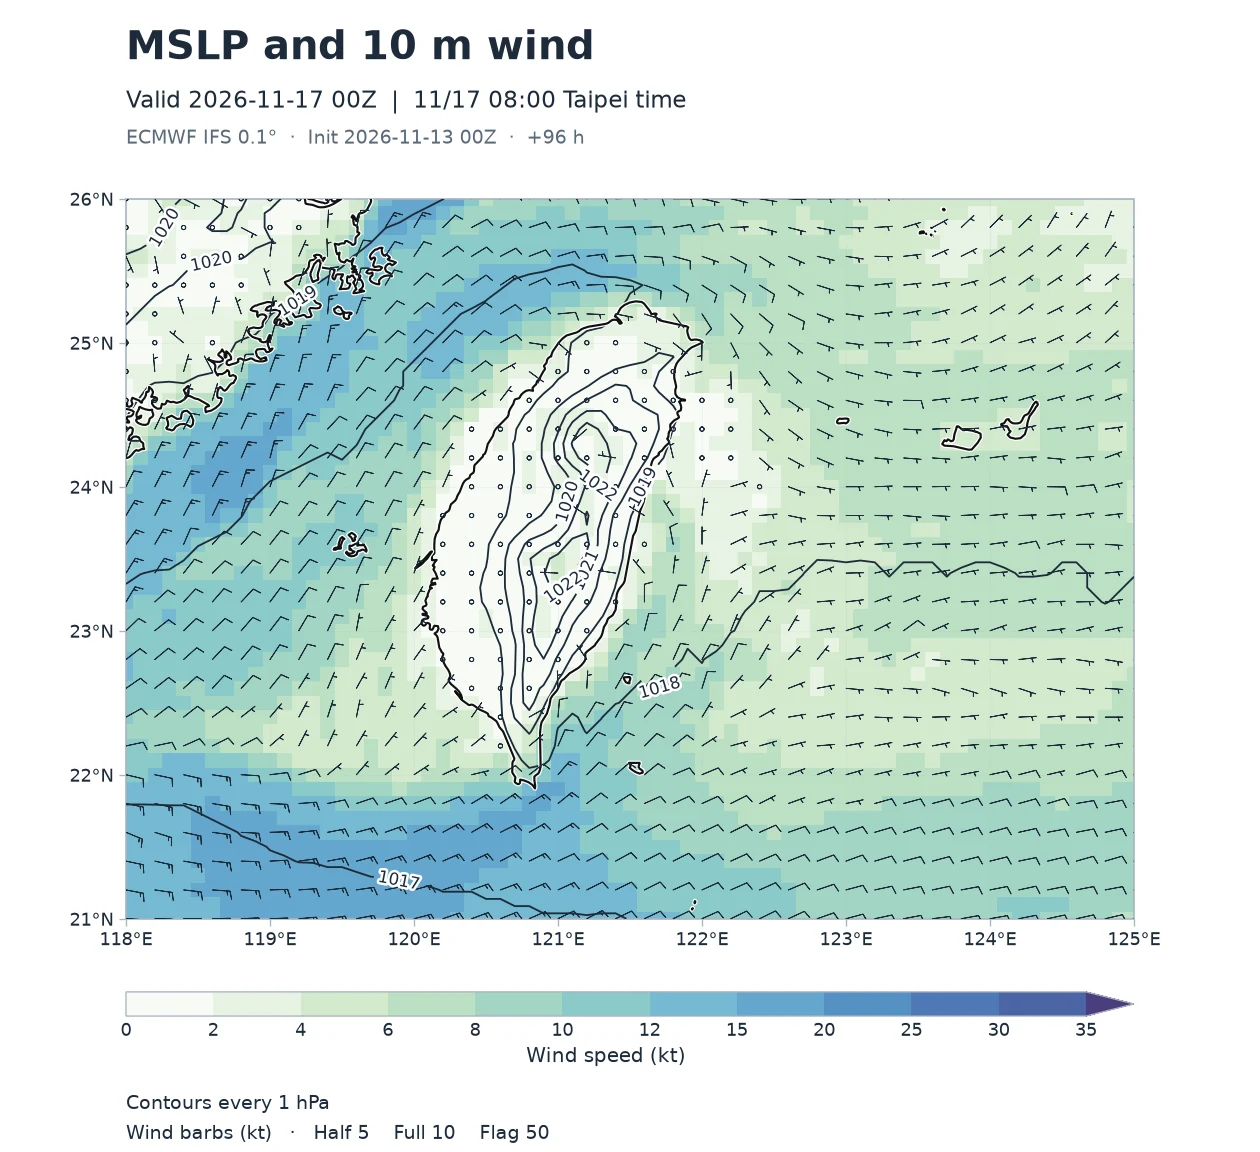 MSLP and 10 m wind
Valid 2026-11-17 00Z | 11/17 08:00 Taipei time
ECMWF IFS 0.1° · Init 2026-11-13 00Z · +96 h
26°N
25°N
24°N
23°N
22°N
21°N
1020
1020
1019
1022
1020
1019
1021
1022
1018
1017
118°E 119°E 120°E 121°E 122°E 123°E 124°E 125°E
0 2 4 6 8 10 12 15 20 25 30 35
Wind speed (kt)
Contours every 1 hPa
Wind barbs (kt) · Half 5 Full 10 Flag 50